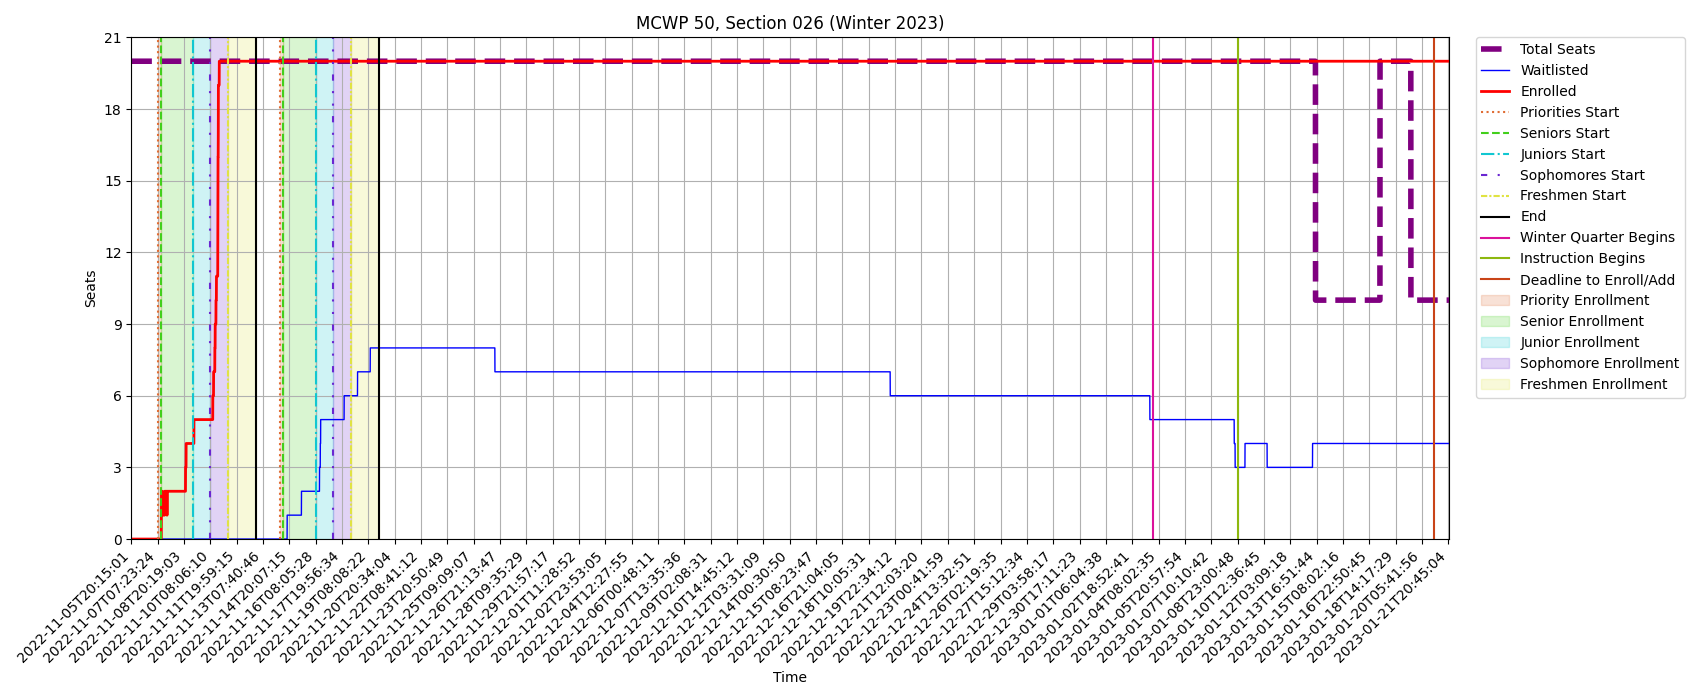 MCWP 50, Section 026 (Winter 2023)
21
18
15
12
9
6
3
0
Seats
2022-11-05T20:15:01
2022-11-07T07:23:24
2022-11-08T20:19:03
2022-11-10T08:06:10
2022-11-11T19:59:15
2022-11-13T07:40:46
2022-11-14T20:07:15
2022-11-16T08:05:28
2022-11-17T19:56:34
2022-11-19T08:08:22
2022-11-20T20:34:04
2022-11-22T08:41:12
2022-11-23T20:50:49
2022-11-25T09:09:07
2022-11-26T21:13:47
2022-11-28T09:35:29
2022-11-29T21:57:17
2022-12-01T11:28:52
2022-12-02T23:53:05
2022-12-04T12:27:55
2022-12-06T00:48:11
2022-12-07T13:35:36
2022-12-09T02:08:31
2022-12-10T14:45:12
2022-12-12T03:31:09
2022-12-14T00:30:50
2022-12-15T08:23:47
2022-12-16T21:04:05
2022-12-18T10:05:31
2022-12-19T22:34:12
2022-12-21T12:03:20
2022-12-23T00:41:59
2022-12-24T13:32:51
2022-12-26T02:19:35
2022-12-27T15:12:34
2022-12-29T03:58:17
2022-12-30T17:11:23
2023-01-01T06:04:38
2023-01-02T18:52:41
2023-01-04T08:02:35
2023-01-05T20:57:54
2023-01-07T10:10:42
2023-01-08T23:00:48
2023-01-10T12:36:45
2023-01-12T03:09:18
2023-01-13T16:51:44
2023-01-15T08:02:16
2023-01-16T22:50:45
2023-01-18T14:17:29
2023-01-20T05:41:56
2023-01-21T20:45:04
Time
Total Seats
Waitlisted
Enrolled
Priorities Start
Seniors Start
Juniors Start
Sophomores Start
Freshmen Start
End
Winter Quarter Begins
Instruction Begins
Deadline to Enroll/Add
Priority Enrollment
Senior Enrollment
Junior Enrollment
Sophomore Enrollment
Freshmen Enrollment